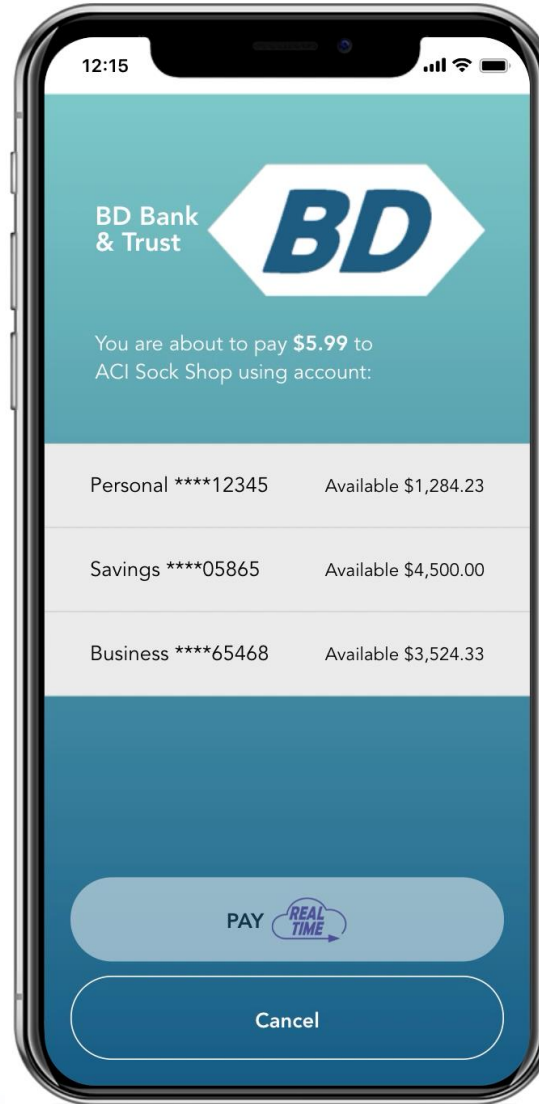 12:15
BD Bank
& Trust
BD
You are about to pay $5.99 to
ACI Sock Shop using account:
Personal ****12345 Available $1,284.23
Savings ****05865 Available $4,500.00
Business ****65468 Available $3,524.33
PAY REAL
TIME
Cancel